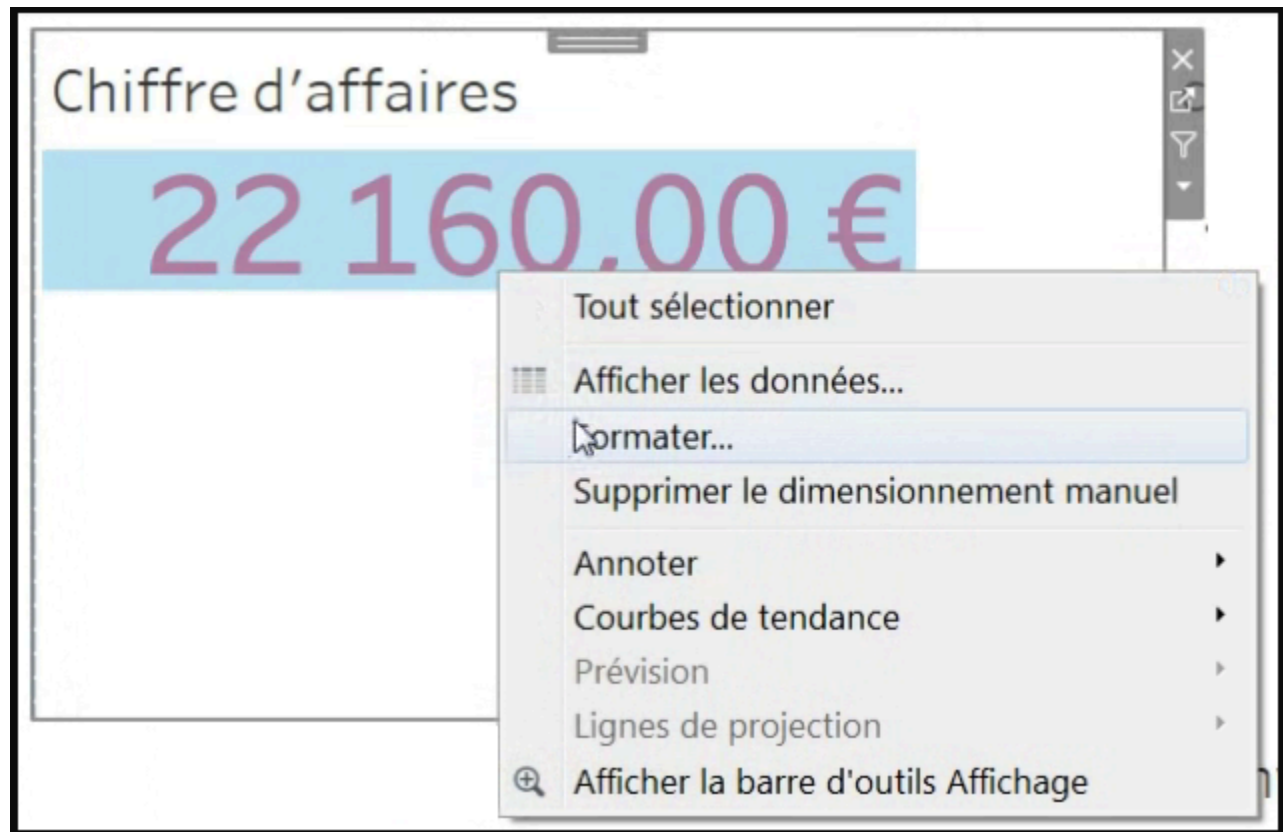 Chiffre d'affaires
22 160,00 €
Tout sélectionner
Afficher les données...
Formater...
Supprimer le dimensionnement manuel
Annoter
Courbes de tendance
Prévision
Lignes de projection
Afficher la barre d'outils Affichage